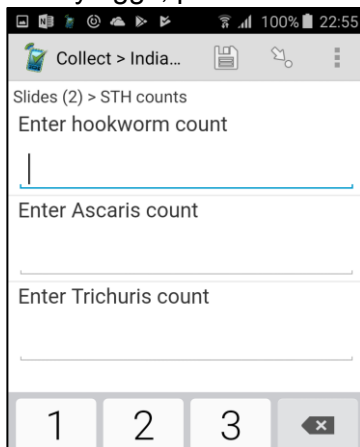 100% 22:55
Collect > India...
Slides (2) > STH counts
Enter hookworm count
Enter Ascaris count
Enter Trichuris count
1 2 3